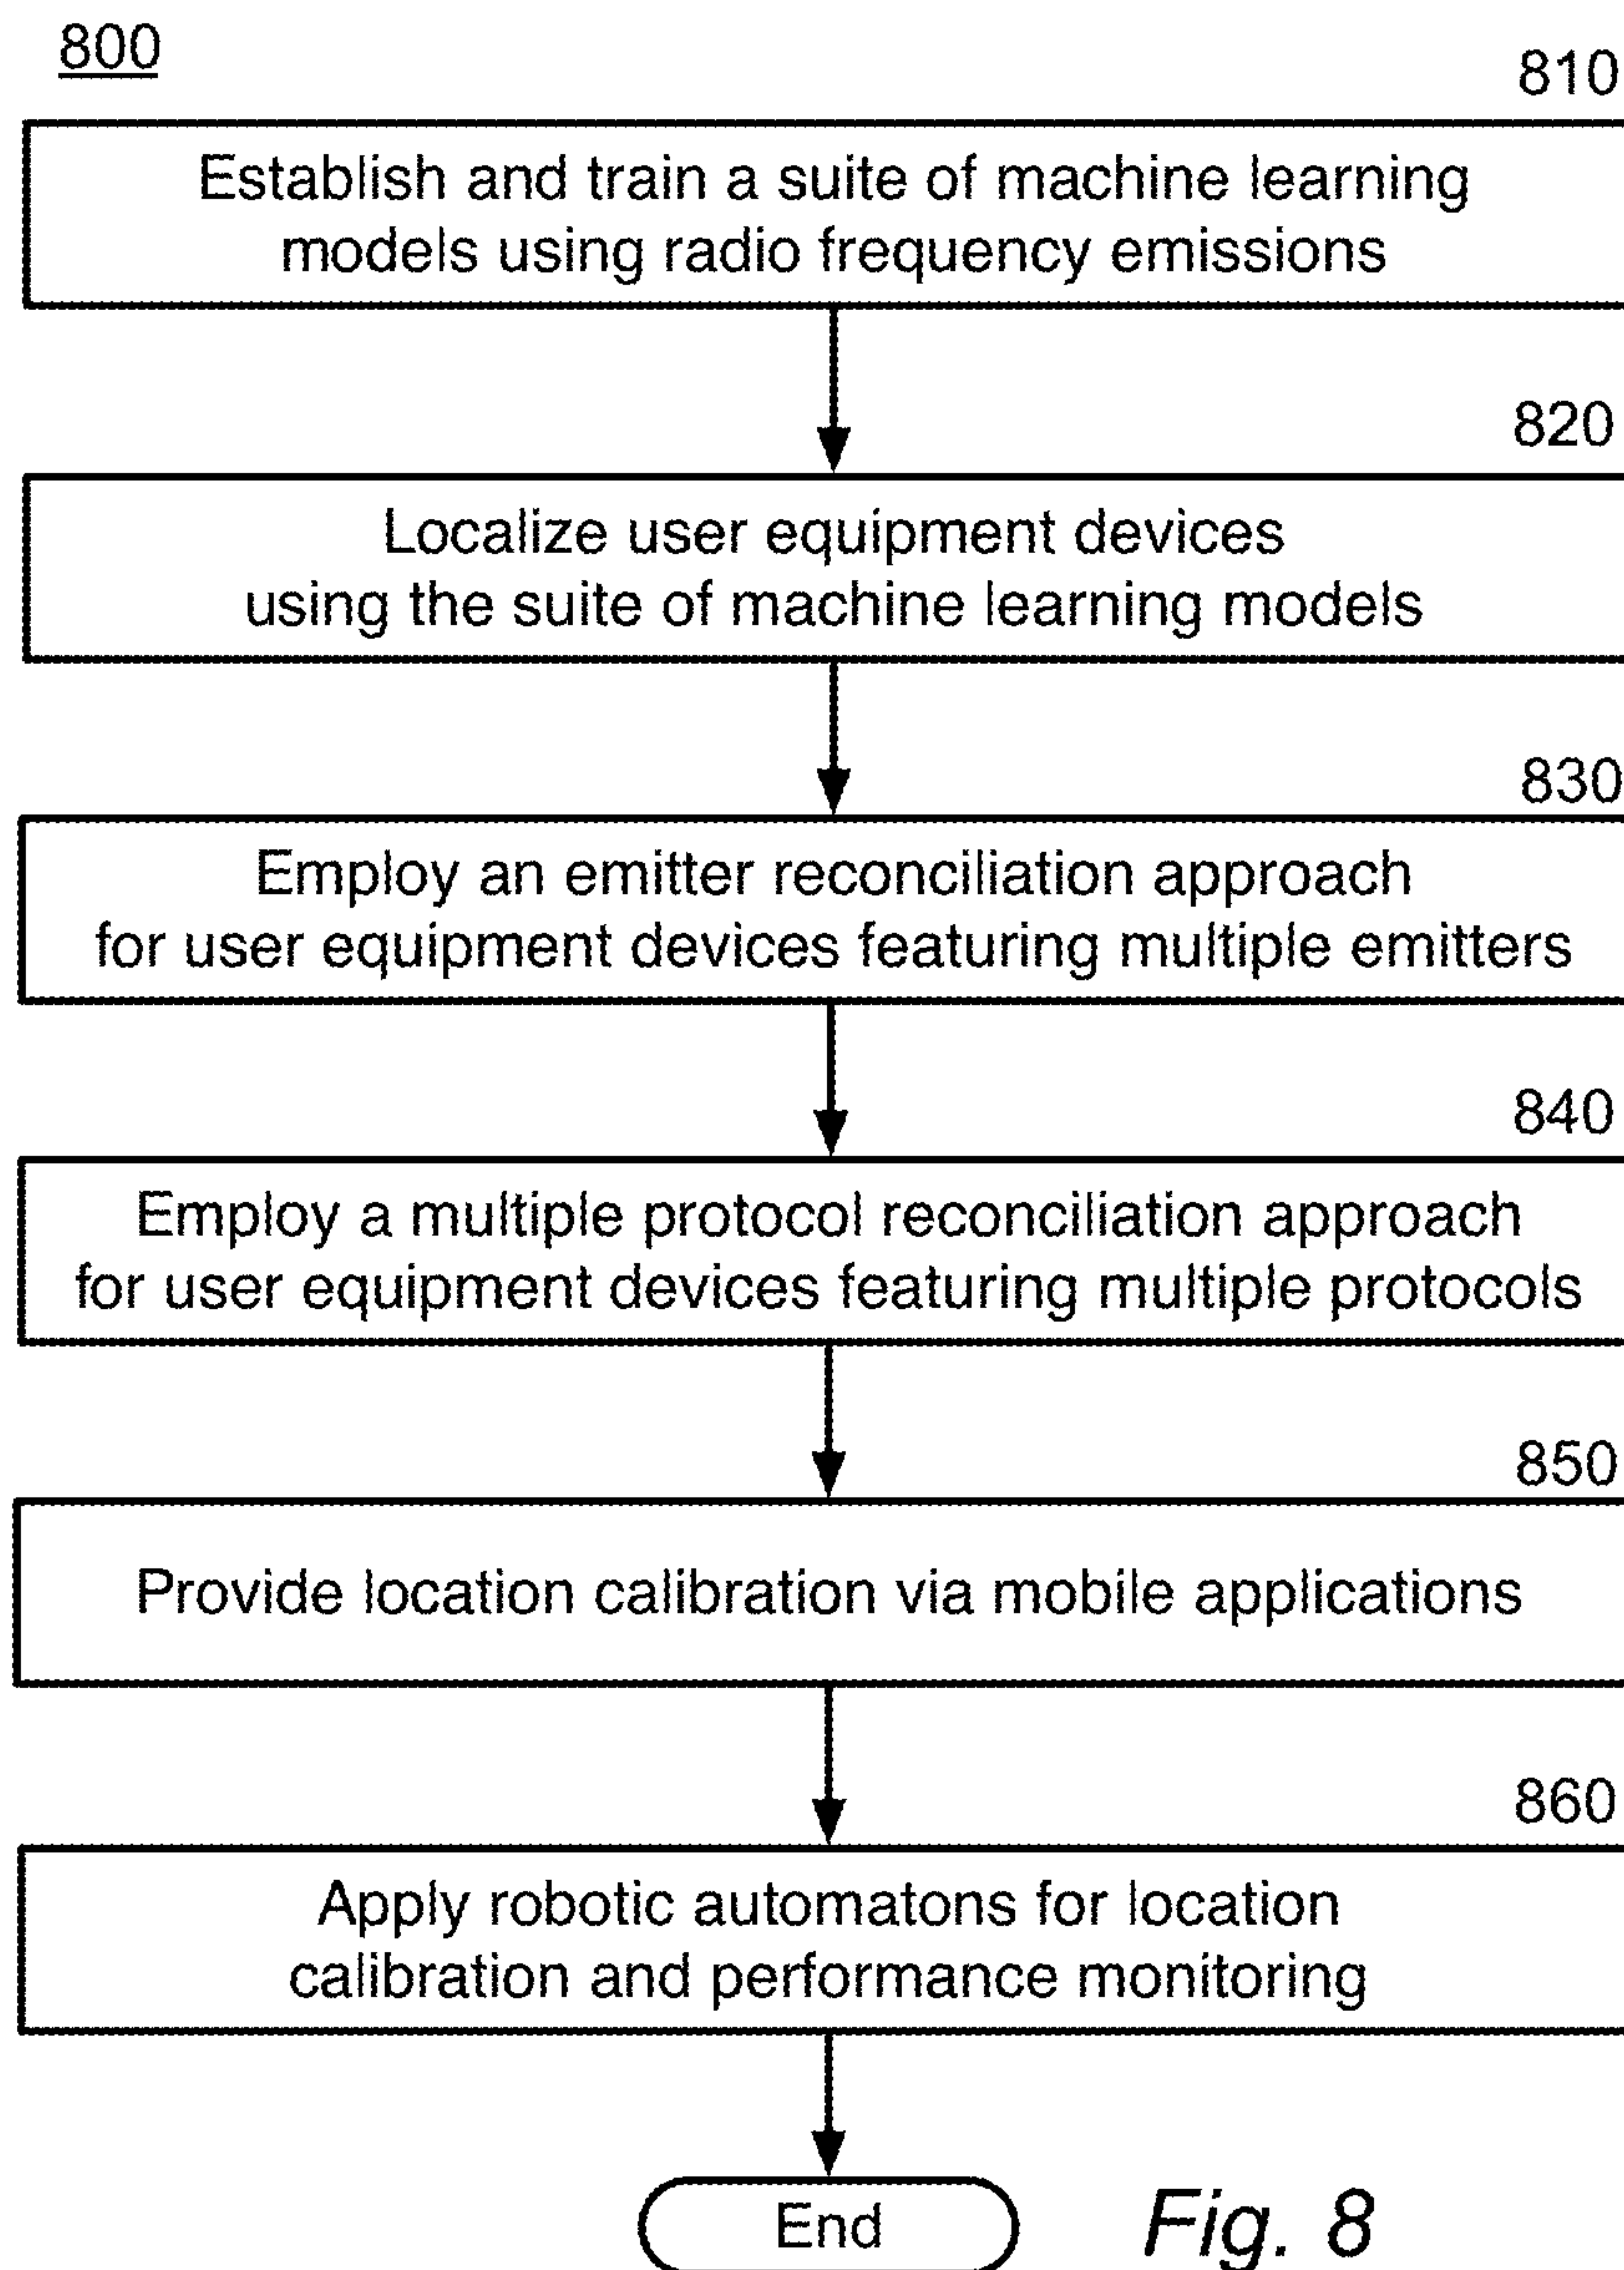 800
810
Establish and train a suite of machine learning
models using radio frequency emissions
820
Localize user equipment devices
using the suite of machine learning models
830
Employ an emitter reconciliation approach
for user equipment devices featuring multiple emitters
840
Employ a multiple protocol reconciliation approach
for user equipment devices featuring multiple protocols
850
Provide location calibration via mobile applications
860
Apply robotic automatons for location
calibration and performance monitoring
End
Fig. 8